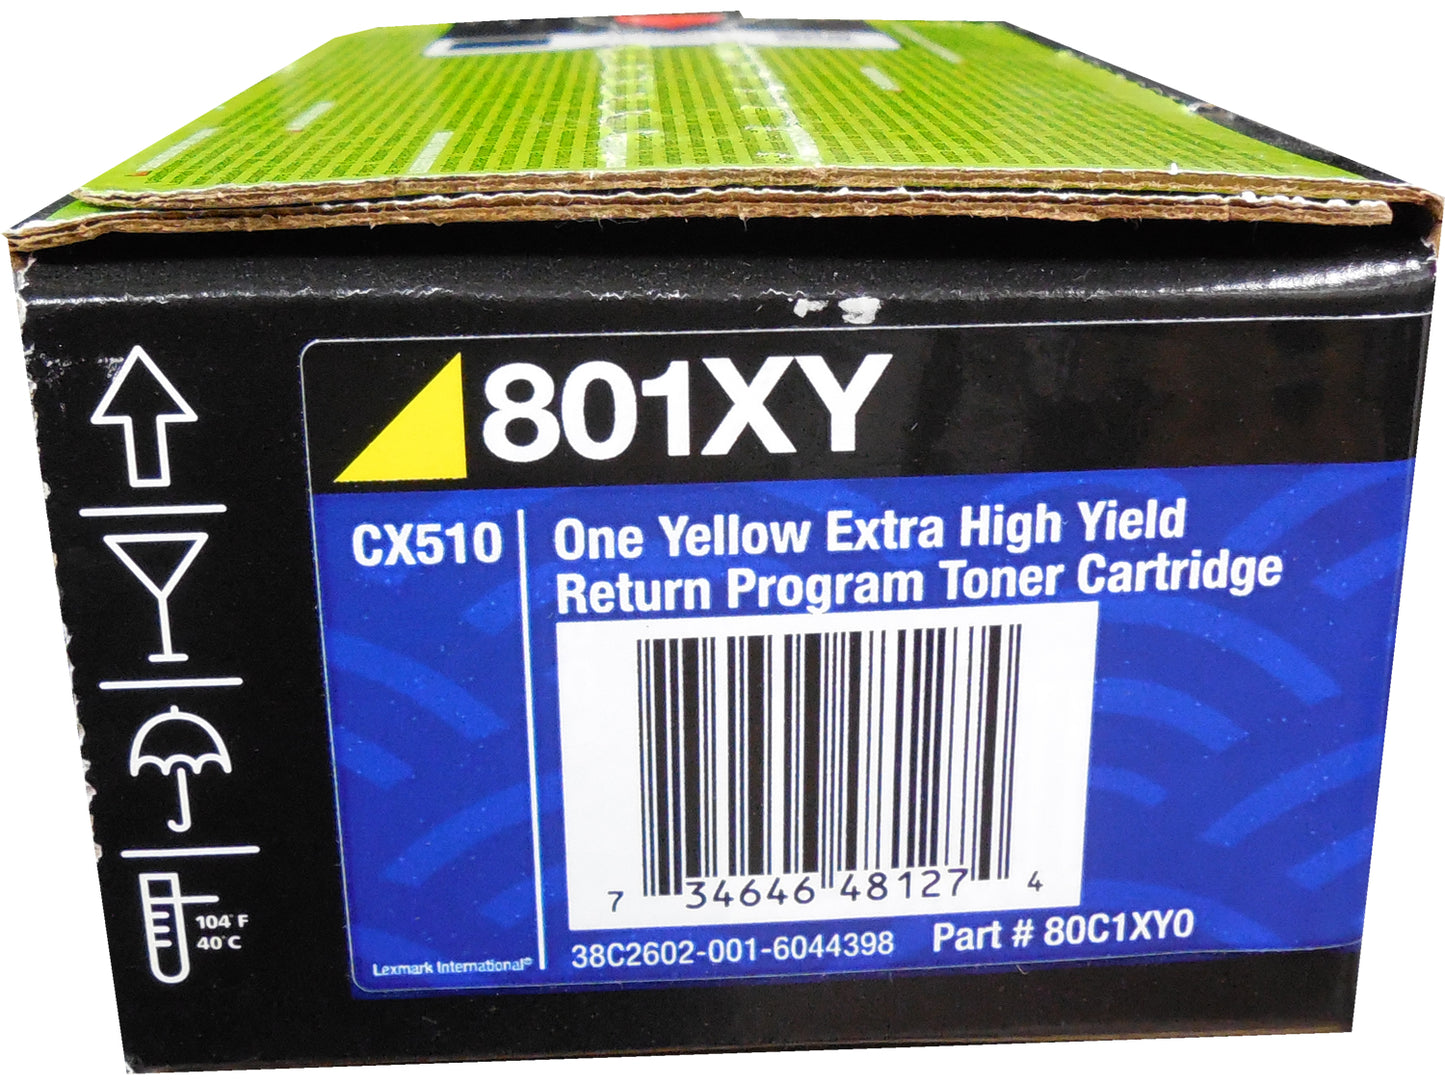 801XY
CX510
One Yellow Extra High Yield
Return Program Toner Cartridge
7 34646 48127 4
38C2602-001-6044398
Part # 80C1XY0
Lexmark International®
104° F
40° C